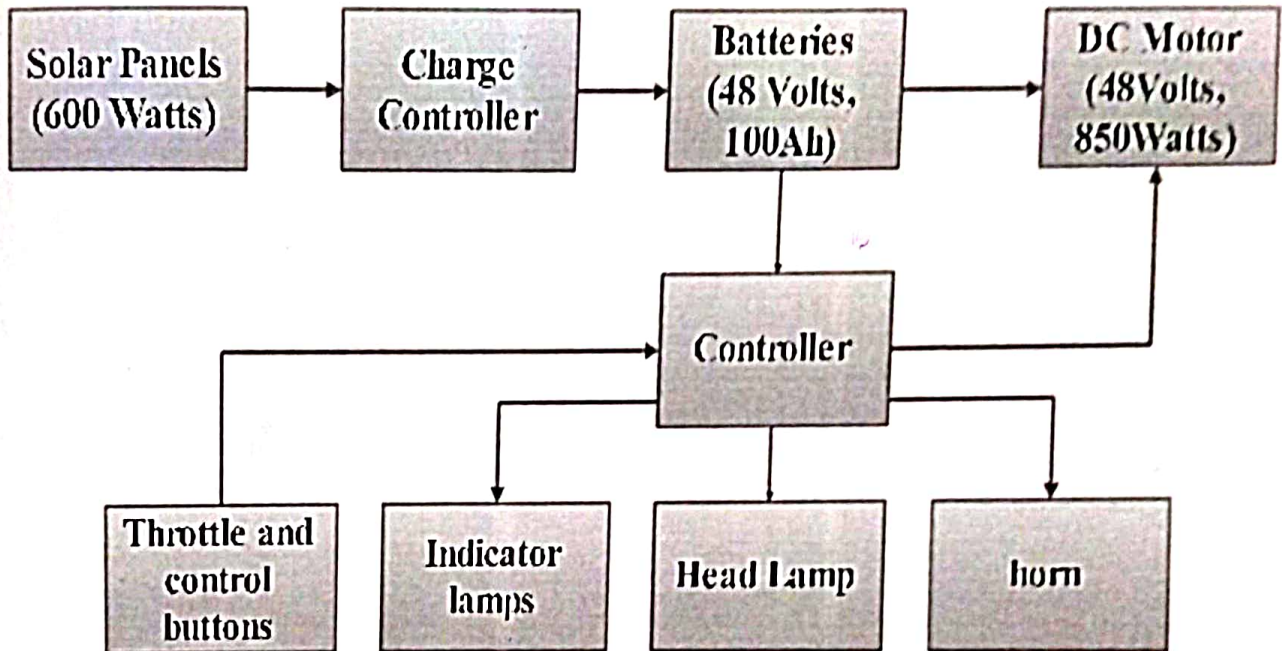 Solar Panels
(600 Watts)
Charge
Controller
Batteries
(48 Volts,
100Ah)
DC Motor
(48Volts,
850Watts)
Controller
Throttle and
control
buttons
Indicator
lamps
Head Lamp
horn